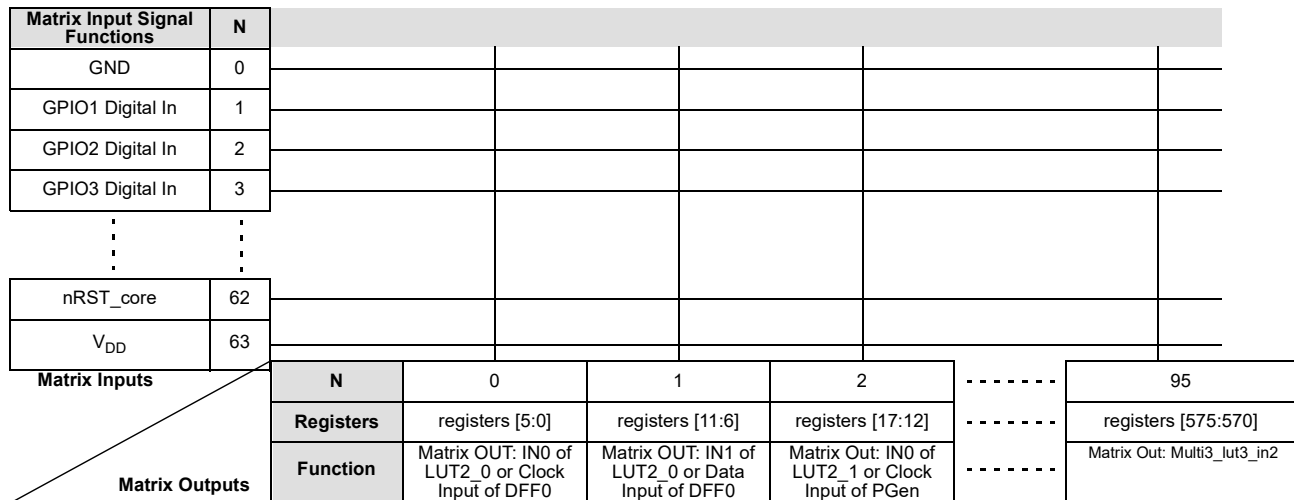 Matrix Input Signal
Functions
N
GND
0
GPIO1 Digital In
1
GPIO2 Digital In
2
GPIO3 Digital In
3
nRST_core
62
VDD
63
Matrix Inputs
N
0
1
2
95
Registers
registers [5:0]
registers [11:6]
registers [17:12]
registers [575:570]
Function
Matrix OUT: IN0 of
LUT2_0 or Clock
Input of DFF0
Matrix OUT: IN1 of
LUT2_0 or Data
Input of DFF0
Matrix Out: IN0 of
LUT2_1 or Clock
Input of PGen
Matrix Out: Multi3_lut3_in2
Matrix Outputs